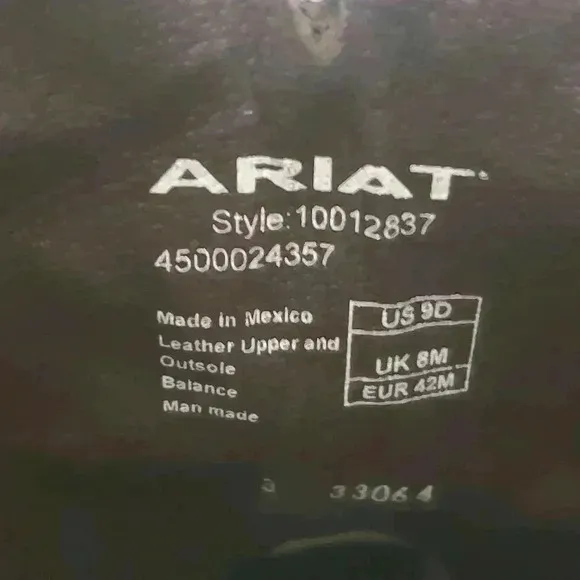 ARIAT
Style:10012837
4500024357
Made in Mexico
Leather Upper and
Outsole
Balance
Man made
US 9D
UK 8M
EUR 42M
3 33064